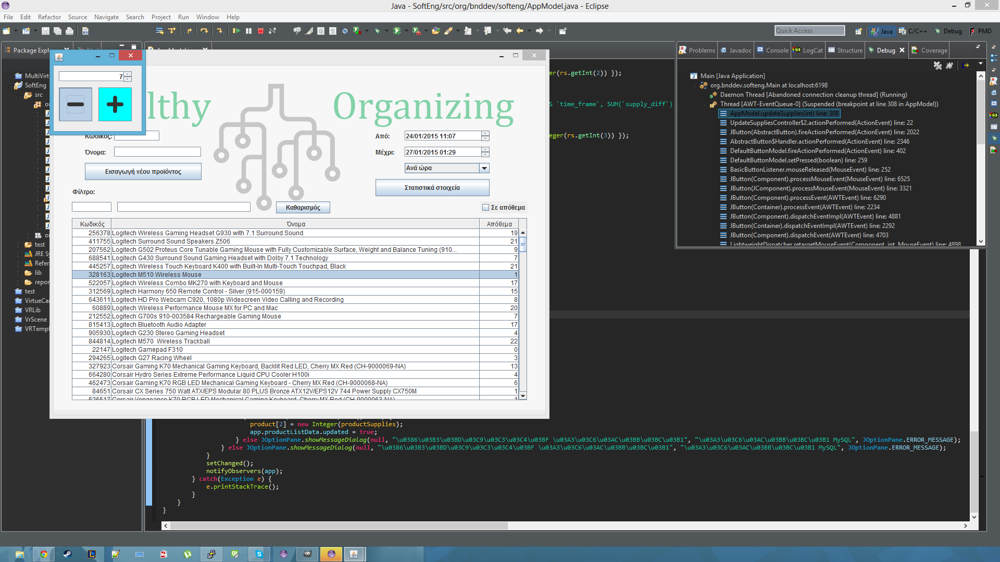 Java - SoftEng/src/org/bnddev/softeng/AppModel.java - Eclipse
File Edit Refactor Source Navigate Search Project Run Window Help
Quick Access
Java C/C++ Debug PMD
Package Expl
Problems Javadoc Console LogCat Structure Debug Coverage
MultiVirt
SoftEng
src
test
JRE Sy
Refer
lib
repor
test
VirtueCa
VRLib
VrScene
VRTempl
7
lthy Organizing
Κωδικός:
Όνομα:
Εισαγωγή νέου προϊόντος
Από: 24/01/2015 11:07
Μέχρι: 27/01/2015 01:29
Ανά ώρα
Στατιστικά στοιχεία
Φίλτρο:
Καθαρισμός
Σε απόθεμα
Κωδικός Όνομα Απόθεμα
256378 Logitech Wireless Gaming Headset G930 with 7.1 Surround Sound 19
411755 Logitech Surround Sound Speakers Z506 21
207562 Logitech G502 Proteus Core Tunable Gaming Mouse with Fully Customizable Surface, Weight and Balance Tuning (910... 9
688541 Logitech G430 Surround Sound Gaming Headset with Dolby 7.1 Technology 7
445257 Logitech Wireless Touch Keyboard K400 with Built-In Multi-Touch Touchpad, Black 21
328163 Logitech M510 Wireless Mouse 1
522057 Logitech Wireless Combo MK270 with Keyboard and Mouse 17
312569 Logitech Harmony 650 Remote Control - Silver (915-000159) 15
643611 Logitech HD Pro Webcam C920, 1080p Widescreen Video Calling and Recording 8
60889 Logitech Wireless Performance Mouse MX for PC and Mac 20
212552 Logitech G700s 910-003584 Rechargeable Gaming Mouse 7
815413 Logitech Bluetooth Audio Adapter 17
905930 Logitech G230 Stereo Gaming Headset 4
844814 Logitech M570  Wireless Trackball 22
22147 Logitech Gamepad F310 0
294265 Logitech G27 Racing Wheel 3
327923 Corsair Gaming K70 Mechanical Gaming Keyboard, Backlit Red LED, Cherry MX Red (CH-9000069-NA) 13
664280 Corsair Hydro Series Extreme Performance Liquid CPU Cooler H100i 4
462473 Corsair Gaming K70 RGB LED Mechanical Gaming Keyboard - Cherry MX Red (CH-9000068-NA) 6
84651 Corsair CX Series 750 Watt ATX/EPS Modular 80 PLUS Bronze ATX12V/EPS12V 744 Power Supply CX750M 1
526517 Corsair Vengeance K70 RGB LED Mechanical Gaming Keyboard, Cherry MX Red (CH-9000063-NA) 1
er(rs.getInt(2)) });
S `time_frame`, SUM(`supply_diff`)
eger(rs.getInt(3)) });
Main [Java Application]
org.bnddev.softeng.Main at localhost:6198
Daemon Thread [Abandoned connection cleanup thread] (Running)
Thread [AWT-EventQueue-0] (Suspended (breakpoint at line 308 in AppModel))
AppModel.updateSupplies(int) line: 308
UpdateSuppliesController$2.actionPerformed(ActionEvent) line: 22
JButton(AbstractButton).fireActionPerformed(ActionEvent) line: 2022
AbstractButton$Handler.actionPerformed(ActionEvent) line: 2346
DefaultButtonModel.fireActionPerformed(ActionEvent) line: 402
DefaultButtonModel.setPressed(boolean) line: 259
BasicButtonListener.mouseReleased(MouseEvent) line: 252
JButton(Component).processMouseEvent(MouseEvent) line: 6525
JButton(JComponent).processMouseEvent(MouseEvent) line: 3321
JButton(Component).processEvent(AWTEvent) line: 6290
JButton(Container).processEvent(AWTEvent) line: 2234
JButton(Component).dispatchEventImpl(AWTEvent) line: 4881
JButton(Container).dispatchEventImpl(AWTEvent) line: 2292
JButton(Component).dispatchEvent(AWTEvent) line: 4703
LightweightDispatcher.retargetMouseEvent(Component, int, MouseEvent) line: 4898
product[2] = new Integer(productSupplies);
app.productListData.updated = true;
} else JOptionPane.showMessageDialog(null, "\u0386\u03B3\u03BD\u03C9\u03C3\u03C4\u03BF \u03A3\u03C6\u03AC\u03BB\u03BC\u03B1", "\u03A3\u03C6\u03AC\u03BB\u03BC\u03B1 MySQL", JOptionPane.ERROR_MESSAGE);
} else JOptionPane.showMessageDialog(null, "\u0386\u03B3\u03BD\u03C9\u03C3\u03C4\u03BF \u03A3\u03C6\u03AC\u03BB\u03BC\u03B1", "\u03A3\u03C6\u03AC\u03BB\u03BC\u03B1 MySQL", JOptionPane.ERROR_MESSAGE);
}
setChanged();
notifyObservers(app);
} catch(Exception e) {
e.printStackTrace();
}
}
}